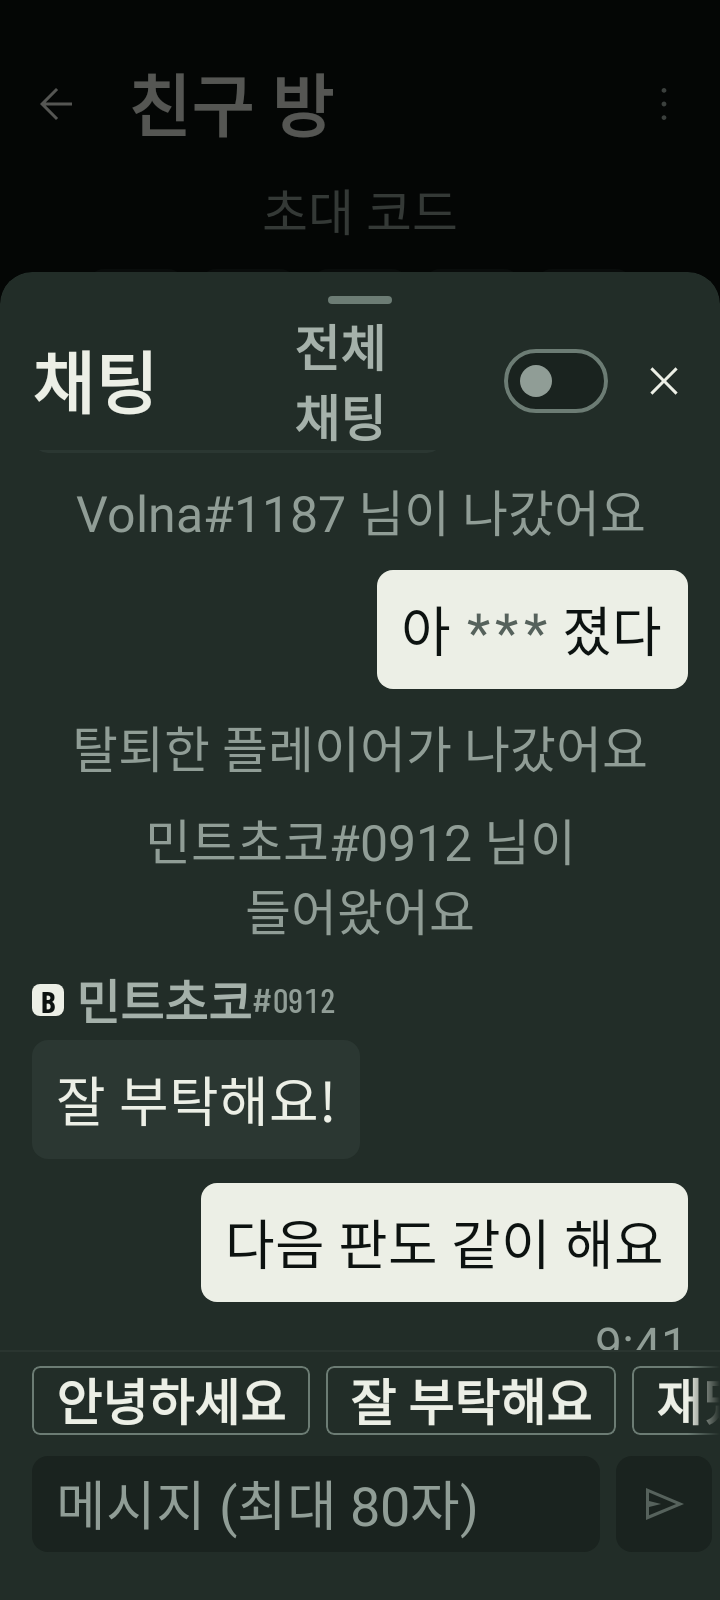 친구 방
초대 코드
채팅
전체
채팅
Volna#1187 님이 나갔어요
아 *** 졌다
탈퇴한 플레이어가 나갔어요
민트초코#0912 님이
들어왔어요
B 민트초코#0912
잘 부탁해요!
다음 판도 같이 해요
9:41
안녕하세요
잘 부탁해요
재
메시지 (최대 80자)